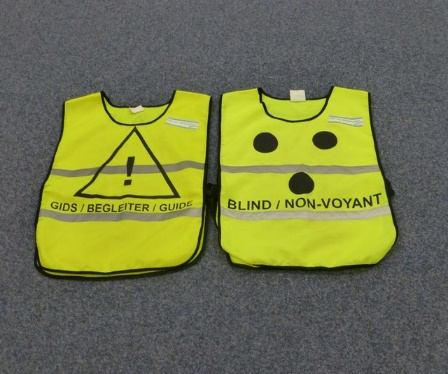 !
GIDS / BEGLEITER / GUIDE
BLIND / NON-VOYANT